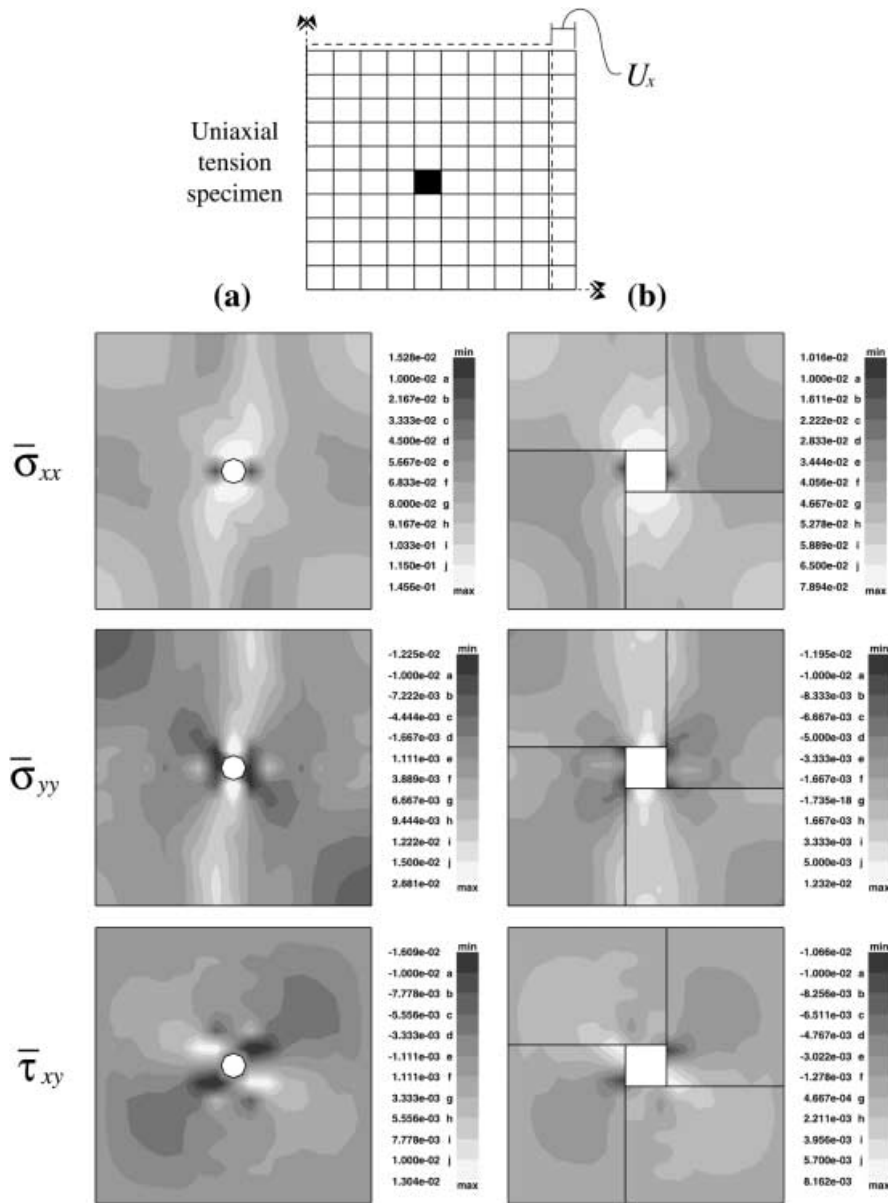 U_x
Uniaxial
tension
specimen
(a) (b)
σ̄_xx
1.528e-02 min
1.000e-02 a
2.167e-02 b
3.333e-02 c
4.500e-02 d
5.667e-02 e
6.833e-02 f
8.000e-02 g
9.167e-02 h
1.033e-01 i
1.150e-01 j
1.456e-01 max
1.016e-02 min
1.000e-02 a
1.611e-02 b
2.222e-02 c
2.833e-02 d
3.444e-02 e
4.056e-02 f
4.667e-02 g
5.278e-02 h
5.889e-02 i
6.500e-02 j
7.894e-02 max
σ̄_yy
-1.225e-02 min
-1.000e-02 a
-7.222e-03 b
-4.444e-03 c
-1.667e-03 d
1.111e-03 e
3.889e-03 f
6.667e-03 g
9.444e-03 h
1.222e-02 i
1.500e-02 j
2.881e-02 max
-1.195e-02 min
-1.000e-02 a
-8.333e-03 b
-6.667e-03 c
-5.000e-03 d
-3.333e-03 e
-1.667e-03 f
-1.735e-18 g
1.667e-03 h
3.333e-03 i
5.000e-03 j
1.232e-02 max
τ̄_xy
-1.509e-02 min
-1.000e-02 a
-7.778e-03 b
-5.556e-03 c
-3.333e-03 d
-1.111e-03 e
1.111e-03 f
3.333e-03 g
5.556e-03 h
7.778e-03 i
1.000e-02 j
1.304e-02 max
-1.066e-02 min
-1.000e-02 a
-8.256e-03 b
-6.511e-03 c
-4.767e-03 d
-3.022e-03 e
-1.278e-03 f
4.667e-04 g
2.211e-03 h
3.956e-03 i
5.700e-03 j
8.162e-03 max